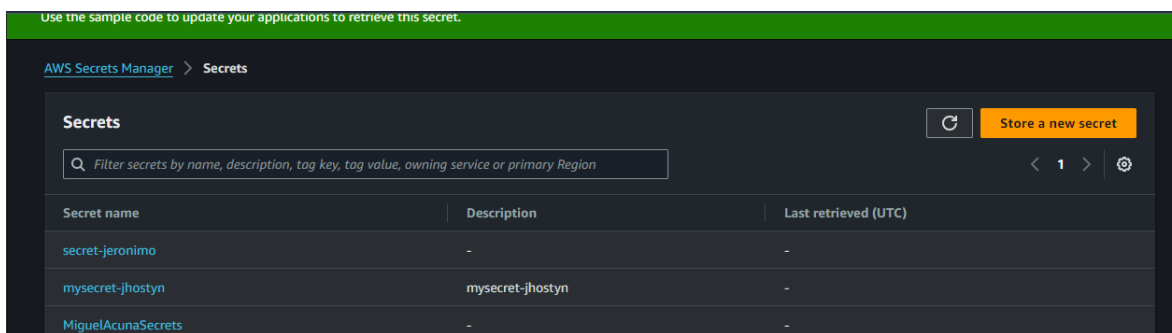 Use the sample code to update your applications to retrieve this secret.
AWS Secrets Manager > Secrets
Secrets
Store a new secret
Filter secrets by name, description, tag key, tag value, owning service or primary Region
< 1 >
Secret name Description Last retrieved (UTC)
secret-jeronimo - -
mysecret-jhostyn mysecret-jhostyn -
MiguelAcunaSecrets - -